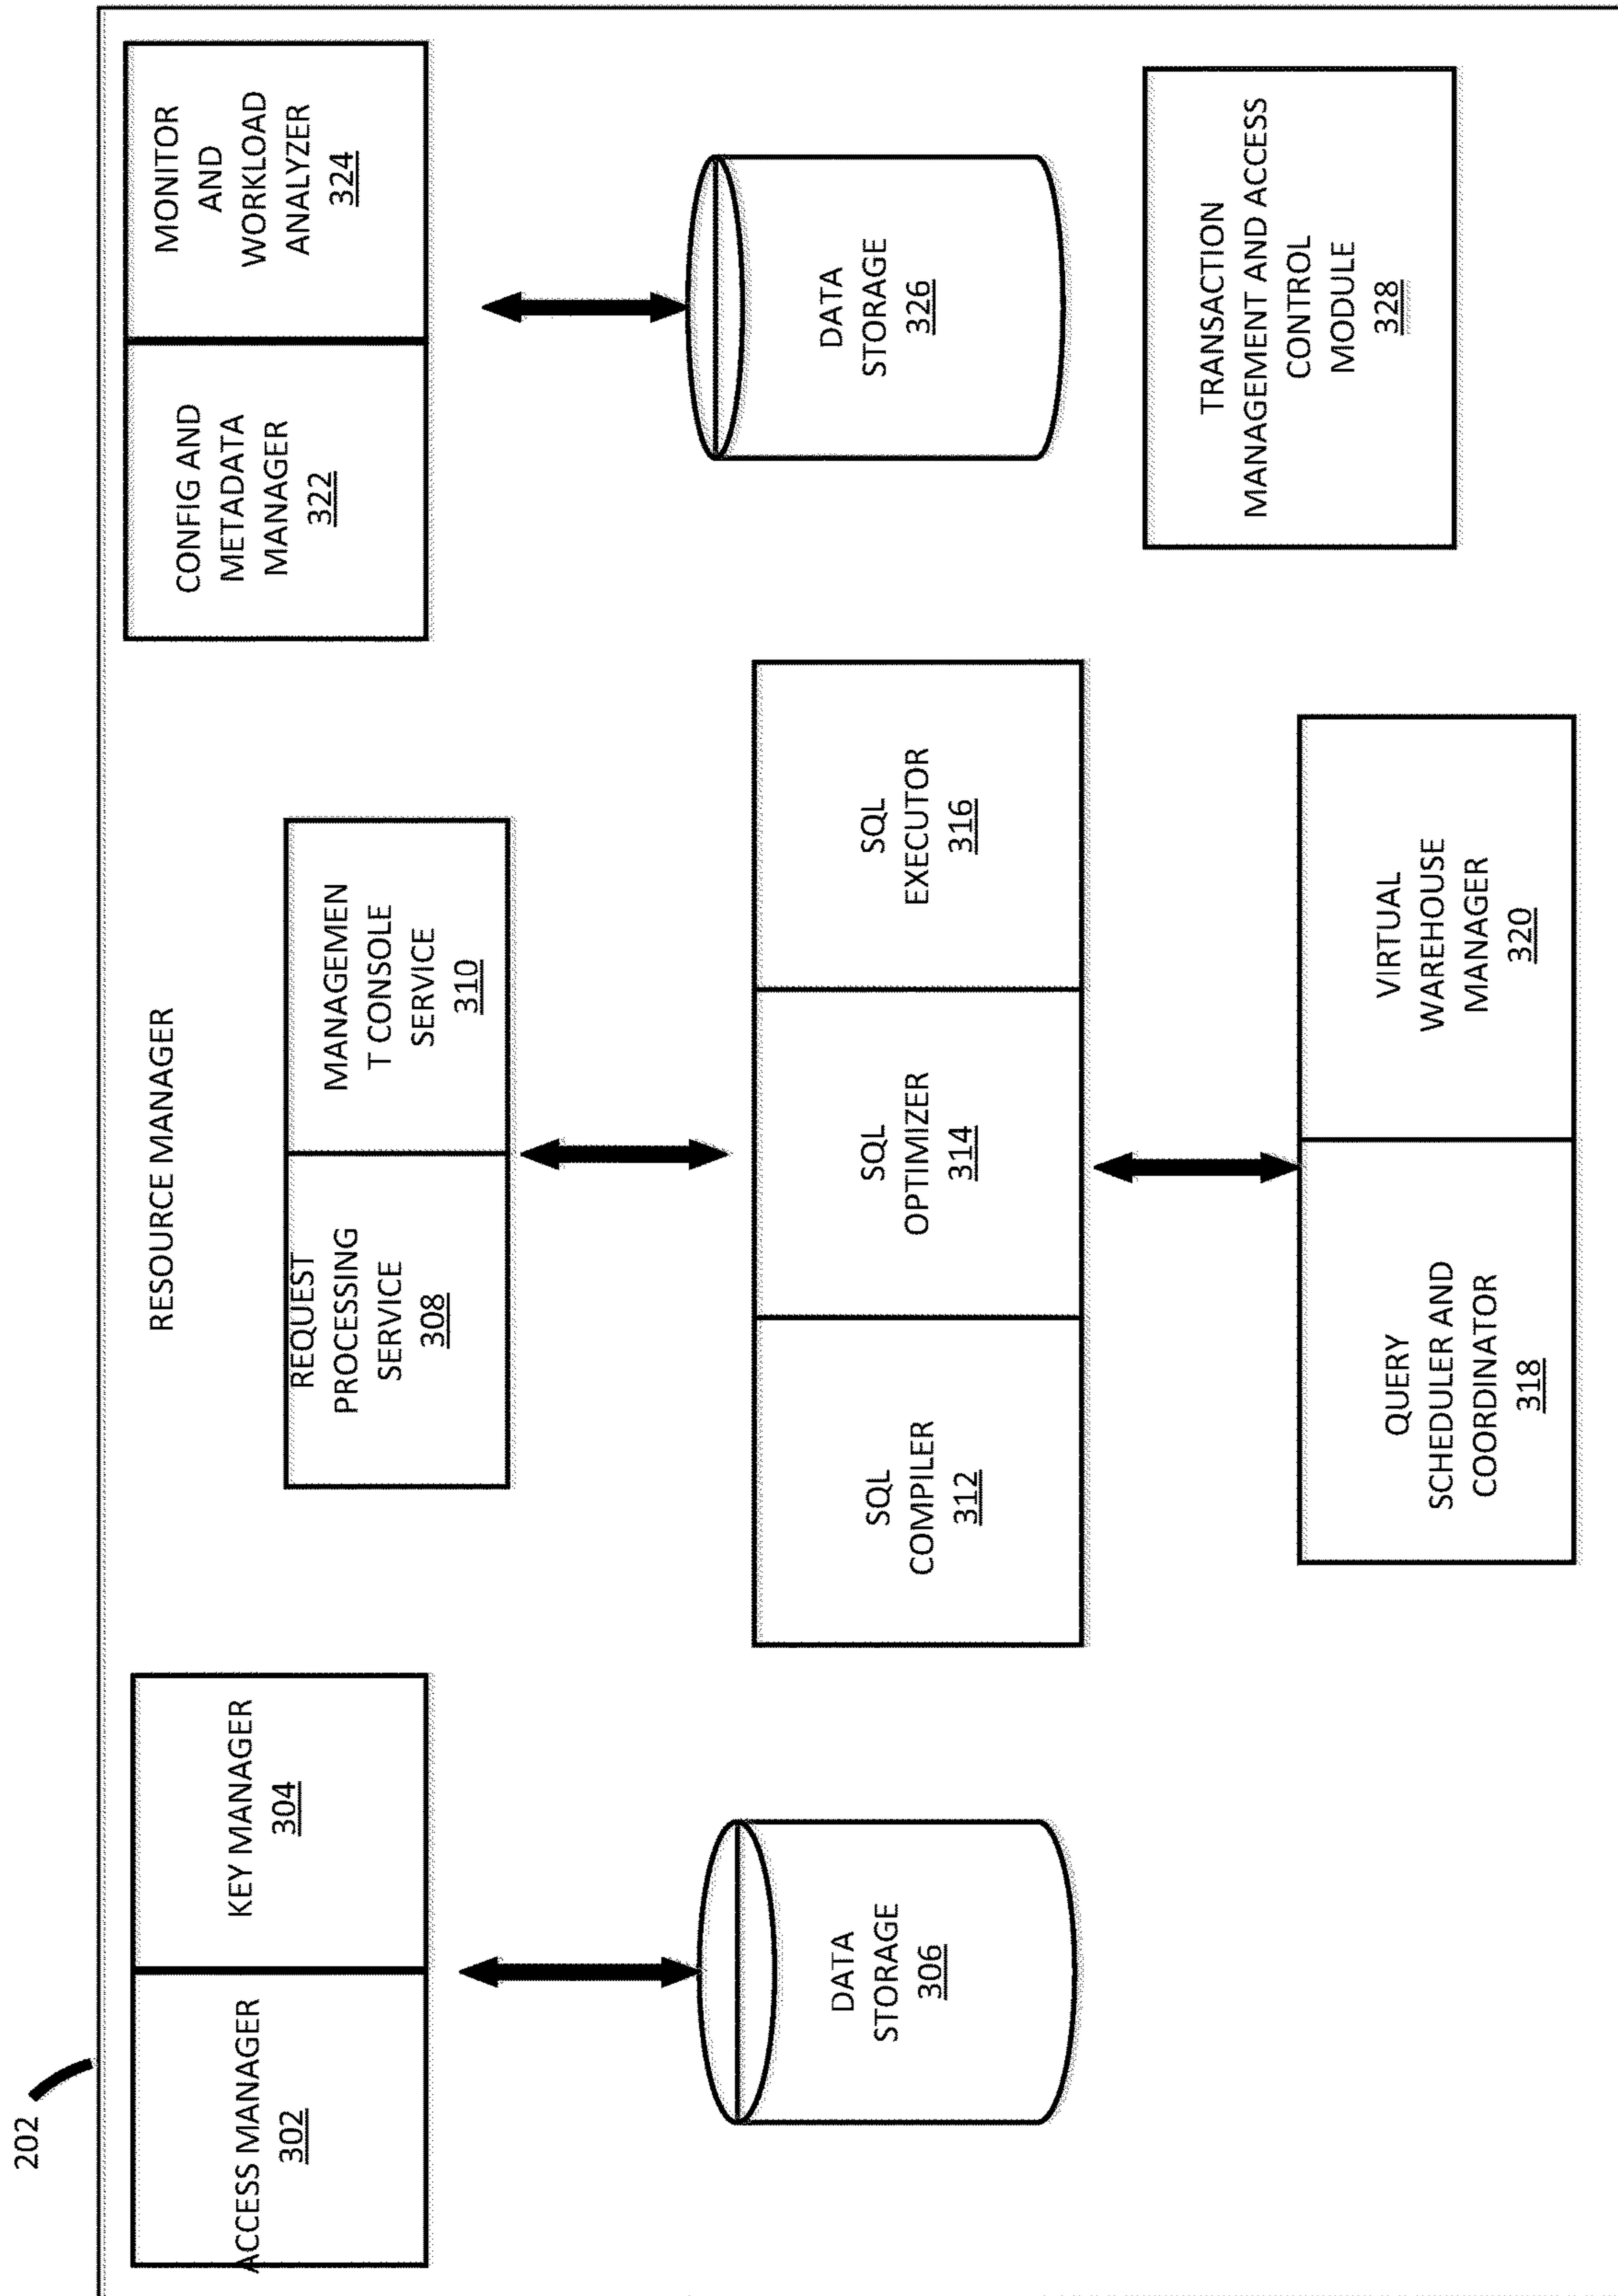 202
RESOURCE MANAGER
ACCESS MANAGER
302
KEY MANAGER
304
DATA
STORAGE
306
REQUEST
PROCESSING
SERVICE
308
MANAGEMEN
T CONSOLE
SERVICE
310
SQL
COMPILER
312
SQL
OPTIMIZER
314
SQL
EXECUTOR
316
QUERY
SCHEDULER AND
COORDINATOR
318
VIRTUAL
WAREHOUSE
MANAGER
320
CONFIG AND
METADATA
MANAGER
322
MONITOR
AND
WORKLOAD
ANALYZER
324
DATA
STORAGE
326
TRANSACTION
MANAGEMENT AND ACCESS
CONTROL
MODULE
328